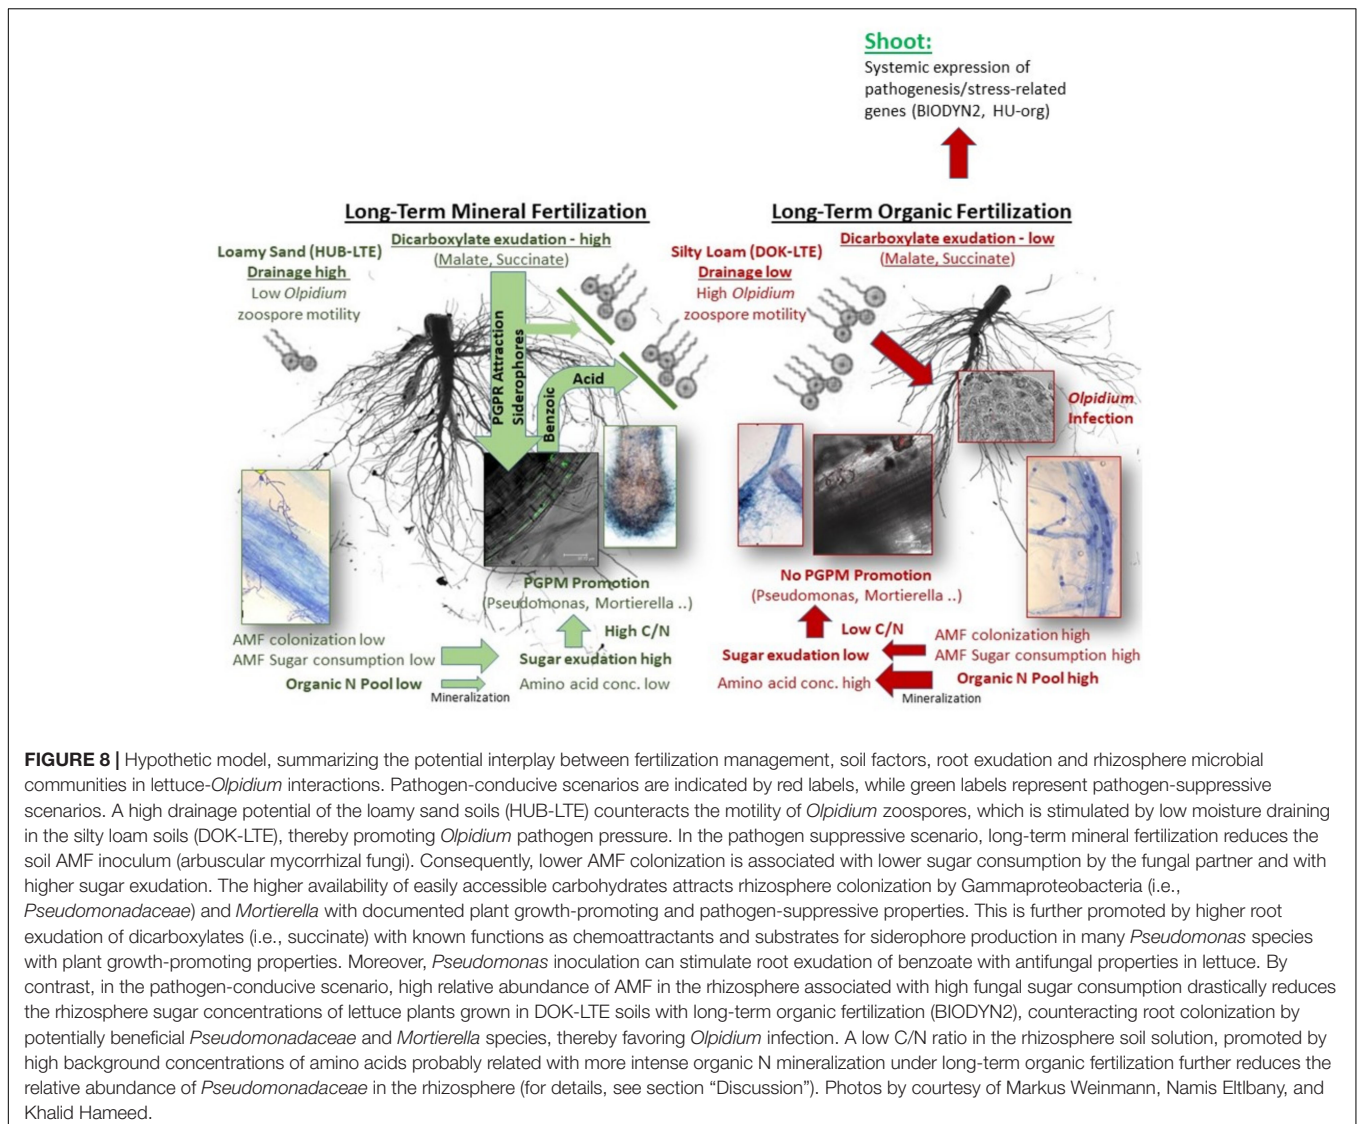 Shoot:
Systemic expression of
pathogenesis/stress-related
genes (BIODYN2, HU-org)
Long-Term Mineral Fertilization
Loamy Sand (HUB-LTE)
Drainage high
Low Olpidium
zoospore motility
Dicarboxylate exudation - high
(Malate, Succinate)
PGPR Attraction
Siderophores
Benzoic
Acid
PGPM Promotion
(Pseudomonas, Mortierella ..)
High C/N
AMF colonization low
AMF Sugar consumption low
Sugar exudation high
Organic N Pool low
Mineralization
Amino acid conc. low
Long-Term Organic Fertilization
Silty Loam (DOK-LTE)
Drainage low
High Olpidium
zoospore motility
Dicarboxylate exudation - low
(Malate, Succinate)
Olpidium
Infection
No PGPM Promotion
(Pseudomonas, Mortierella ..)
Low C/N
AMF colonization high
AMF Sugar consumption high
Sugar exudation low
Organic N Pool high
Amino acid conc. high
Mineralization
FIGURE 8 | Hypothetic model, summarizing the potential interplay between fertilization management, soil factors, root exudation and rhizosphere microbial
communities in lettuce-Olpidium interactions. Pathogen-conducive scenarios are indicated by red labels, while green labels represent pathogen-suppressive
scenarios. A high drainage potential of the loamy sand soils (HUB-LTE) counteracts the motility of Olpidium zoospores, which is stimulated by low moisture draining
in the silty loam soils (DOK-LTE), thereby promoting Olpidium pathogen pressure. In the pathogen suppressive scenario, long-term mineral fertilization reduces the
soil AMF inoculum (arbuscular mycorrhizal fungi). Consequently, lower AMF colonization is associated with lower sugar consumption by the fungal partner and with
higher sugar exudation. The higher availability of easily accessible carbohydrates attracts rhizosphere colonization by Gammaproteobacteria (i.e.,
Pseudomonadaceae) and Mortierella with documented plant growth-promoting and pathogen-suppressive properties. This is further promoted by higher root
exudation of dicarboxylates (i.e., succinate) with known functions as chemoattractants and substrates for siderophore production in many Pseudomonas species
with plant growth-promoting properties. Moreover, Pseudomonas inoculation can stimulate root exudation of benzoate with antifungal properties in lettuce. By
contrast, in the pathogen-conducive scenario, high relative abundance of AMF in the rhizosphere associated with high fungal sugar consumption drastically reduces
the rhizosphere sugar concentrations of lettuce plants grown in DOK-LTE soils with long-term organic fertilization (BIODYN2), counteracting root colonization by
potentially beneficial Pseudomonadaceae and Mortierella species, thereby favoring Olpidium infection. A low C/N ratio in the rhizosphere soil solution, promoted by
high background concentrations of amino acids probably related with more intense organic N mineralization under long-term organic fertilization further reduces the
relative abundance of Pseudomonadaceae in the rhizosphere (for details, see section “Discussion”). Photos by courtesy of Markus Weinmann, Namis Eltlbany, and
Khalid Hameed.